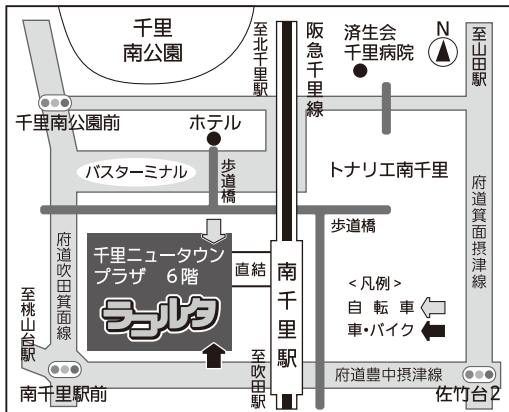 千里
南公園
至北千里駅
阪急千里線
済生会
千里病院
N
至山田駅
千里南公園前
ホテル
バスターミナル
歩道橋
トナリエ南千里
府道箕面摂津線
歩道橋
府道吹田箕面線
千里ニュータウン
プラザ 6階
ラコルタ
直結
南千里駅
<凡例>
自転車
車・バイク
至桃山台駅
南千里駅前
至吹田駅
府道豊中摂津線
佐竹台2